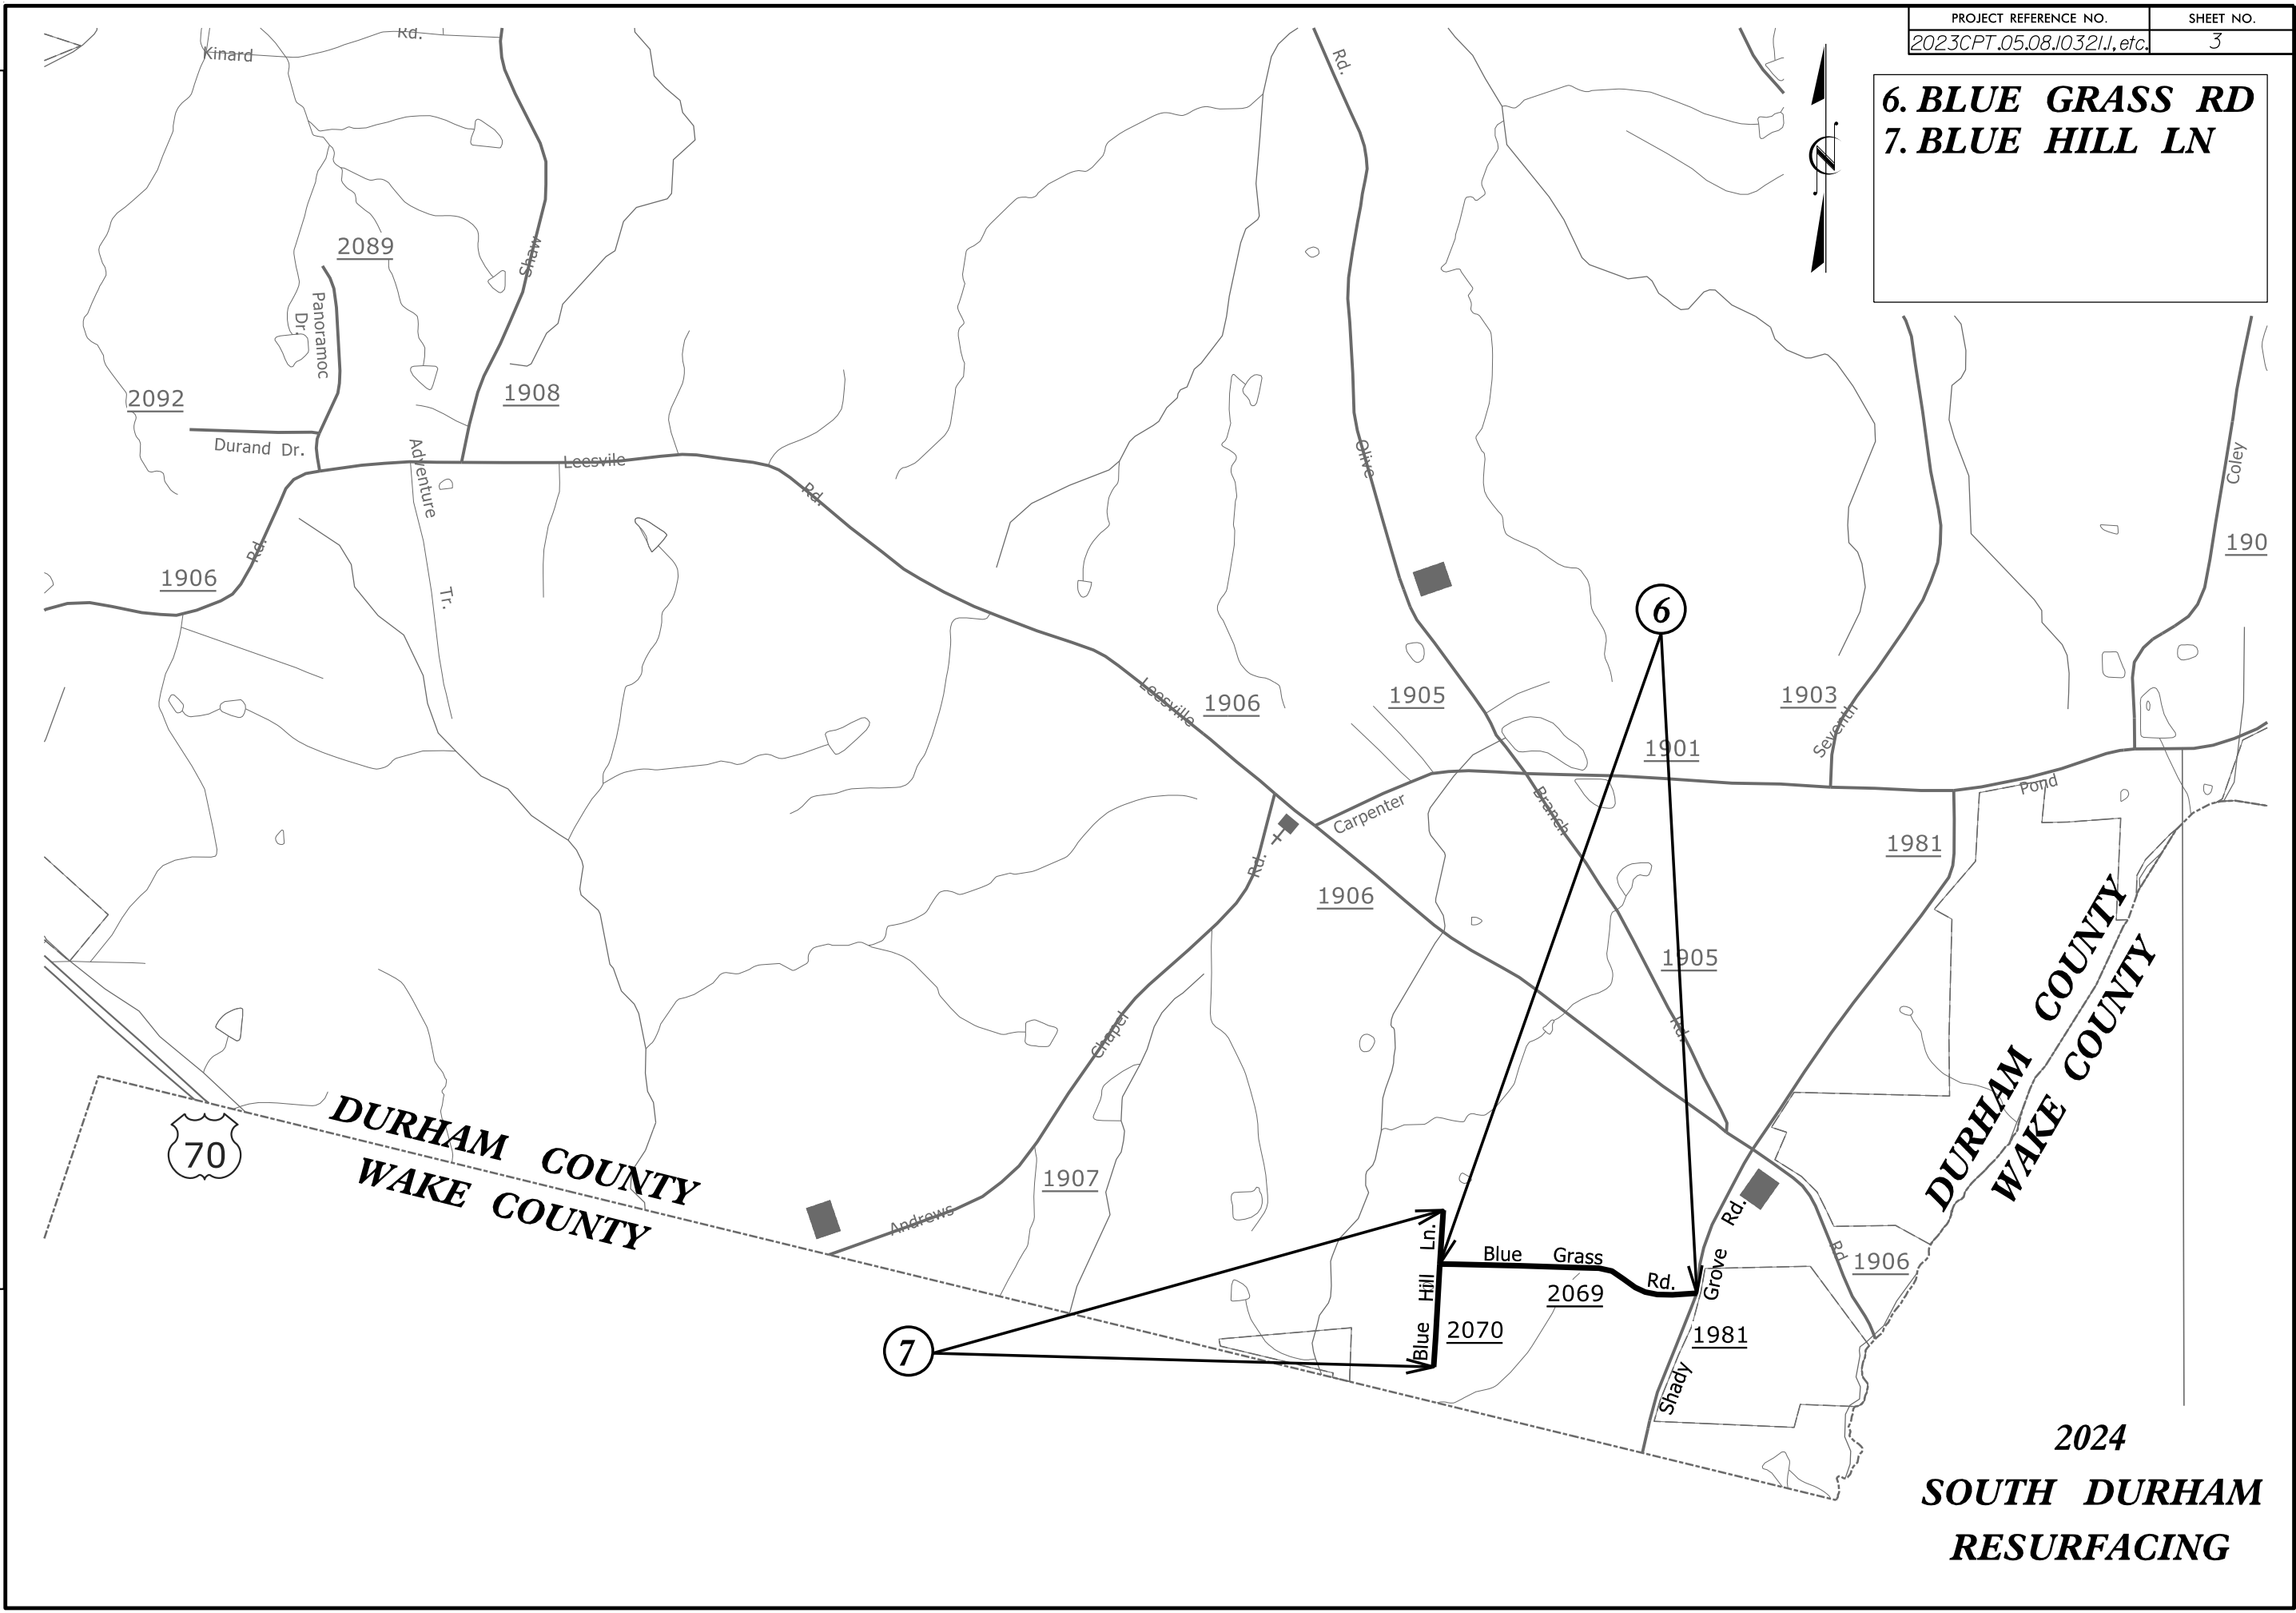 PROJECT REFERENCE NO.
SHEET NO.
2023CPT.05.08.10321.1, etc.
3
6. BLUE GRASS RD
7. BLUE HILL LN
N
Kinard
Rd.
Rd.
2089
Shaw
Panoramoc
Dr.
2092
1908
Durand Dr.
Adventure
Tr.
Leesvile
Rd.
Rd.
1906
Olive
Coley
190
6
Leesville
1906
1905
1903
1901
Seventh
Pond
Carpenter
Branch
1981
Rd.
1906
1905
Rd.
Chapel
DURHAM COUNTY
WAKE COUNTY
70
DURHAM COUNTY
WAKE COUNTY
1907
Andrews
Rd.
Rd
1906
Blue Hill Ln.
Blue Grass Rd.
2069
Shady Grove
7
2070
1981
2024
SOUTH DURHAM
RESURFACING